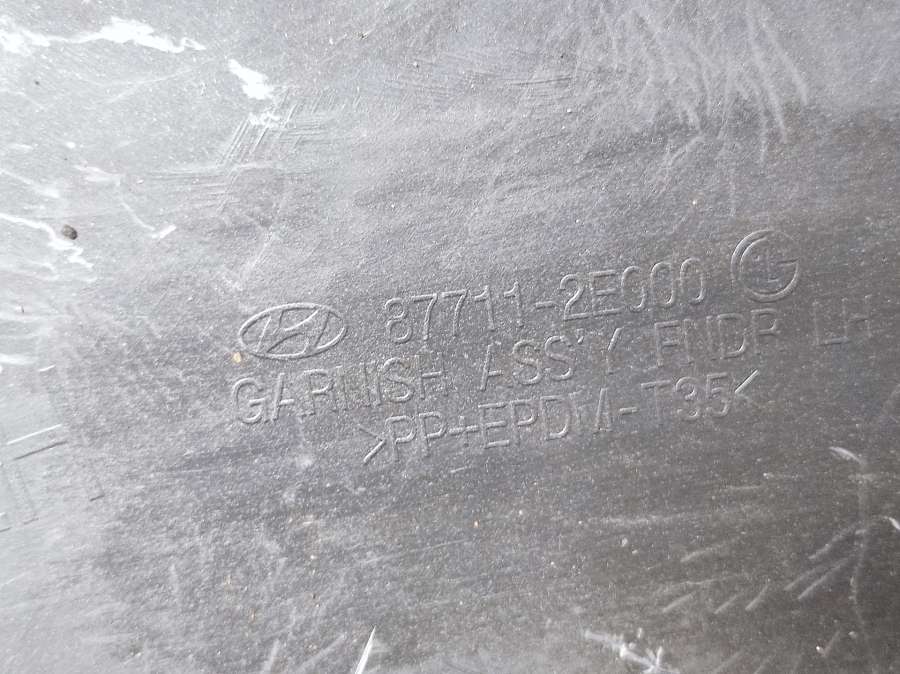 87711-2E000
GARNISH ASS'Y FNDR LH
>PP+EPDM-T35<